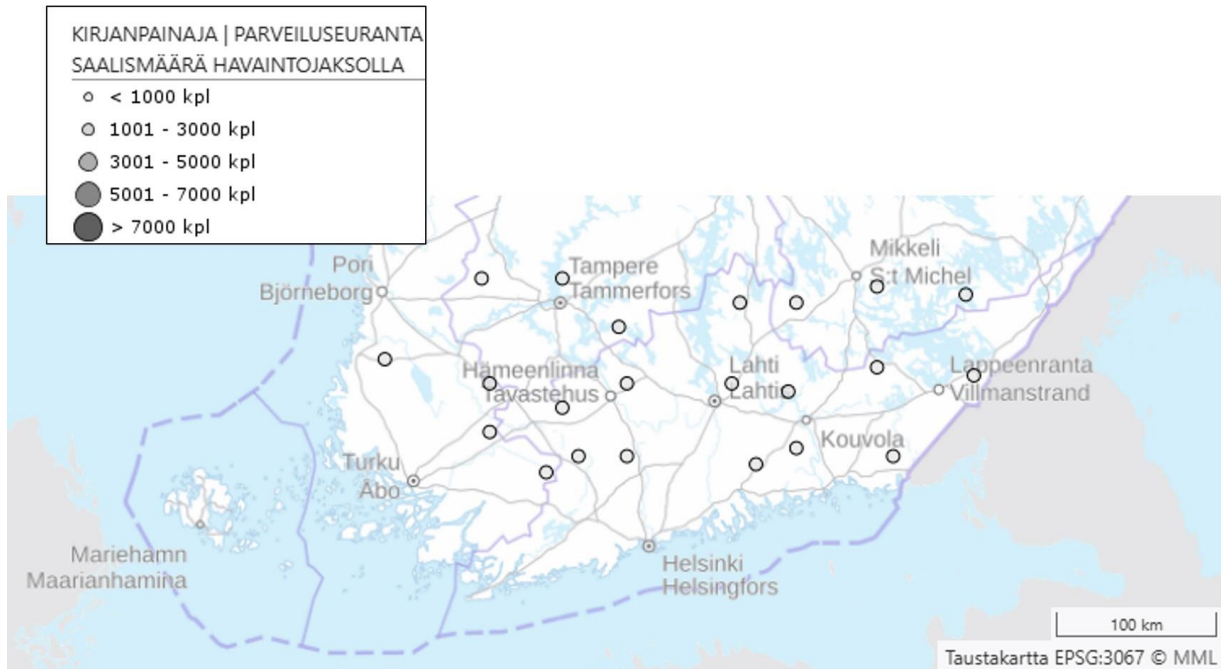 KIRJANPAINAJA | PARVEILUSEURANTA
SAALISMÄÄRÄ HAVAINTOJAKSOLLA
< 1000 kpl
1001 - 3000 kpl
3001 - 5000 kpl
5001 - 7000 kpl
> 7000 kpl
Pori
Björneborg
Tampere
Tammerfors
Mikkeli
S:t Michel
Hämeenlinna
Tavastehus
Lahti
Lahtis
Lappeenranta
Villmanstrand
Kouvola
Turku
Åbo
Mariehamn
Maarianhamina
Helsinki
Helsingfors
100 km
Taustakartta EPSG:3067 © MML